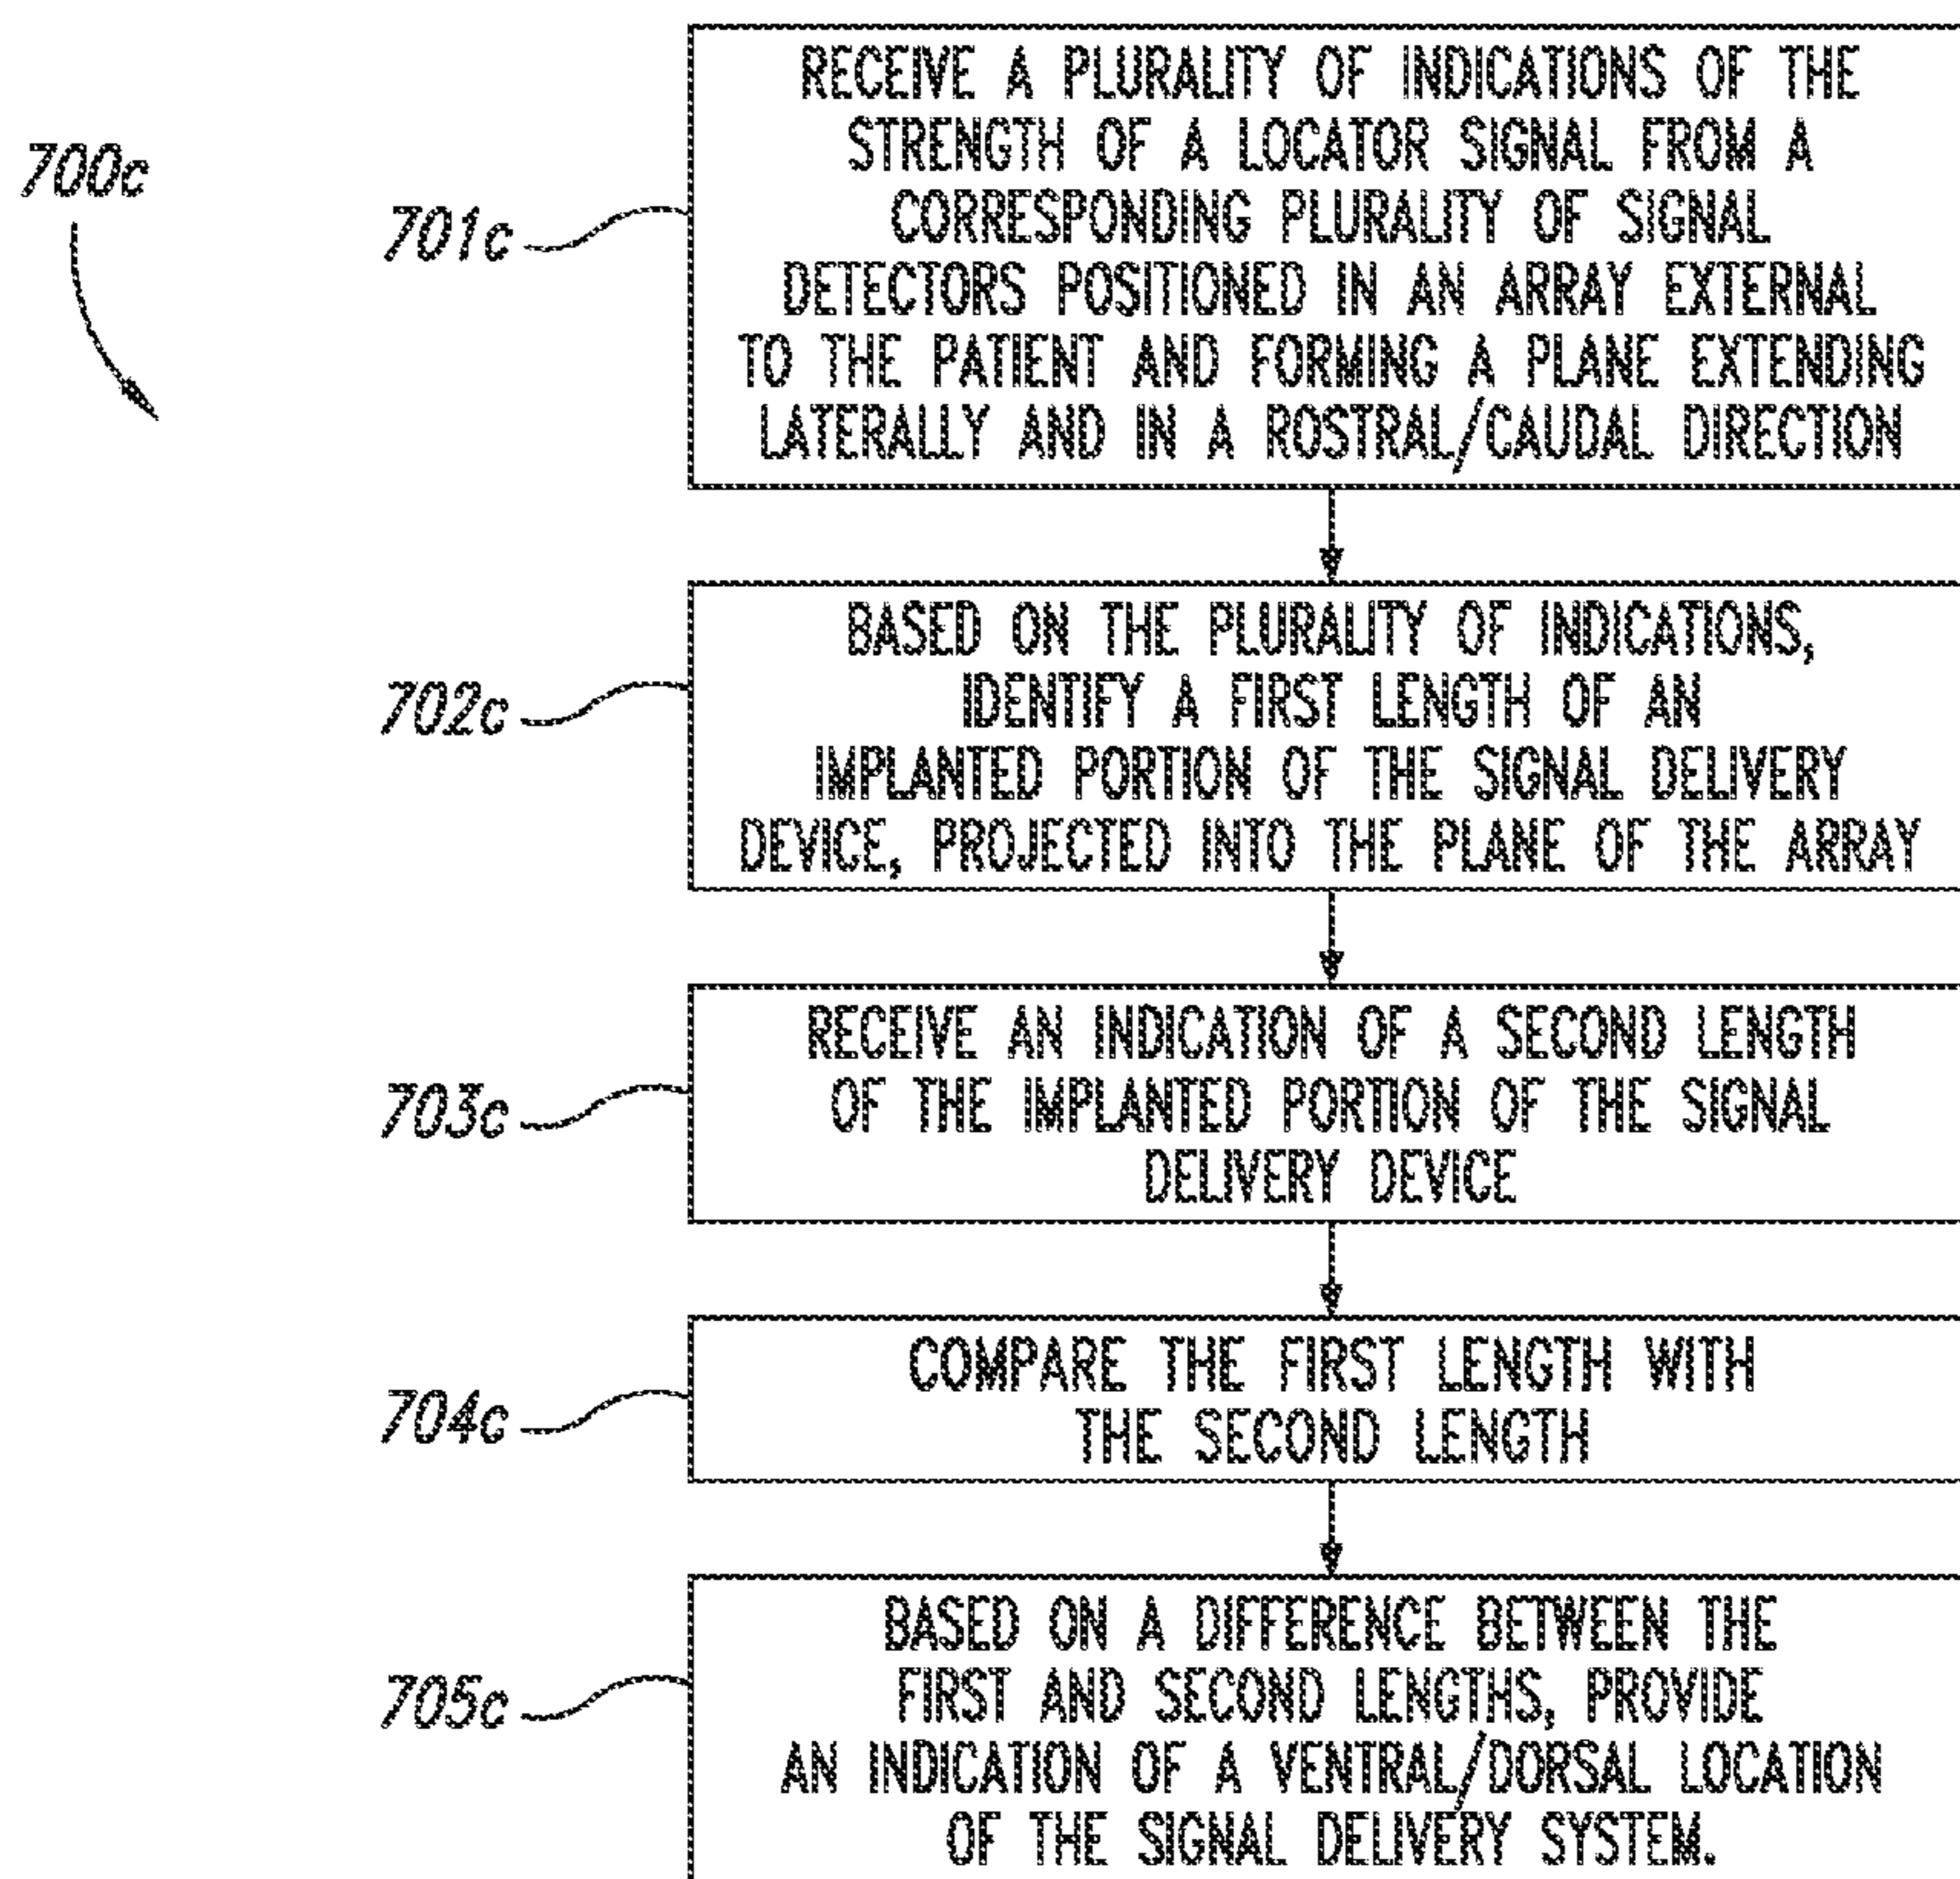 700c
701c
RECEIVE A PLURALITY OF INDICATIONS OF THE
STRENGTH OF A LOCATOR SIGNAL FROM A
CORRESPONDING PLURALITY OF SIGNAL
DETECTORS POSITIONED IN AN ARRAY EXTERNAL
TO THE PATIENT AND FORMING A PLANE EXTENDING
LATERALLY AND IN A ROSTRAL/CAUDAL DIRECTION
702c
BASED ON THE PLURALITY OF INDICATIONS,
IDENTIFY A FIRST LENGTH OF AN
IMPLANTED PORTION OF THE SIGNAL DELIVERY
DEVICE, PROJECTED INTO THE PLANE OF THE ARRAY
703c
RECEIVE AN INDICATION OF A SECOND LENGTH
OF THE IMPLANTED PORTION OF THE SIGNAL
DELIVERY DEVICE
704c
COMPARE THE FIRST LENGTH WITH
THE SECOND LENGTH
705c
BASED ON A DIFFERENCE BETWEEN THE
FIRST AND SECOND LENGTHS, PROVIDE
AN INDICATION OF A VENTRAL/DORSAL LOCATION
OF THE SIGNAL DELIVERY SYSTEM.